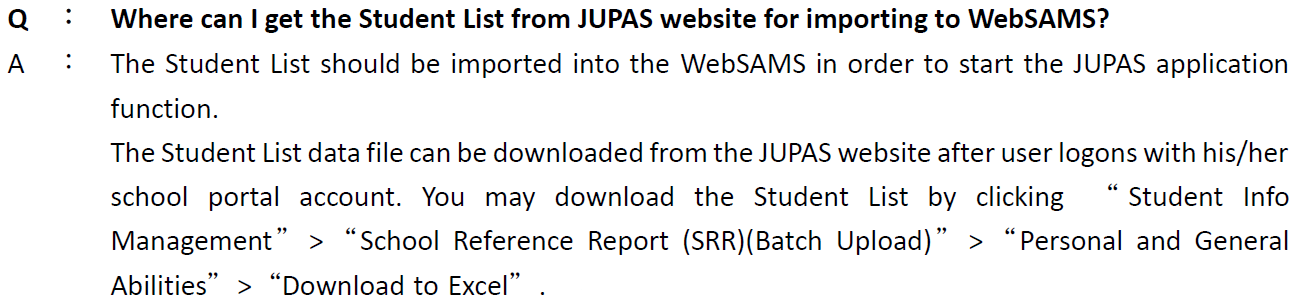 Q : Where can I get the Student List from JUPAS website for importing to WebSAMS?
A : The Student List should be imported into the WebSAMS in order to start the JUPAS application
function.
The Student List data file can be downloaded from the JUPAS website after user logons with his/her
school portal account. You may download the Student List by clicking “Student Info
Management” > “School Reference Report (SRR)(Batch Upload)” > “Personal and General
Abilities” > “Download to Excel” .